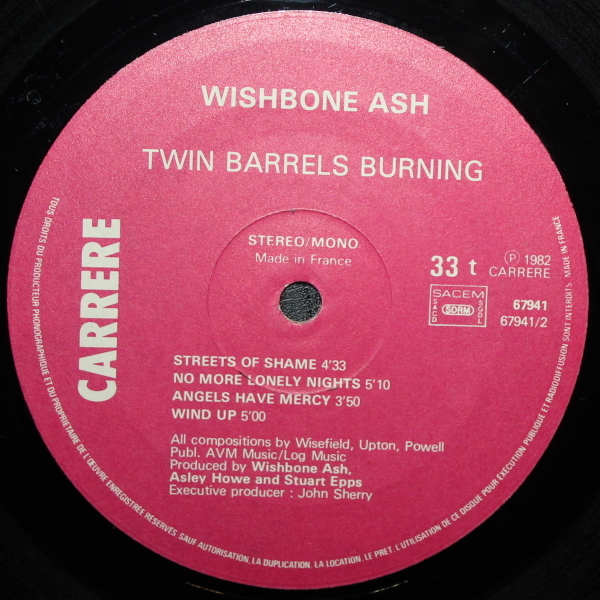 WISHBONE ASH
TWIN BARRELS BURNING
CARRERE
STEREO/MONO
Made in France
33 t
Ⓟ 1982
CARRERE
SACEM
SACD
SDRM
SGDL
67941
67941/2
STREETS OF SHAME 4'33
NO MORE LONELY NIGHTS 5'10
ANGELS HAVE MERCY 3'50
WIND UP 5'00
All compositions by Wisefield, Upton, Powell
Publ. AVM Music/Log Music
Produced by Wishbone Ash,
Asley Howe and Stuart Epps
Executive producer : John Sherry
TOUS DROITS DU PRODUCTEUR PHONOGRAPHIQUE ET DU PROPRIETAIRE DE L'ŒUVRE ENREGISTREE RESERVES. SAUF AUTORISATION, LA DUPLICATION, LA LOCATION, LE PRET, L'UTILISATION DE CE DISQUE POUR EXECUTION PUBLIQUE ET RADIODIFFUSION SONT INTERDITS. MADE IN FRANCE